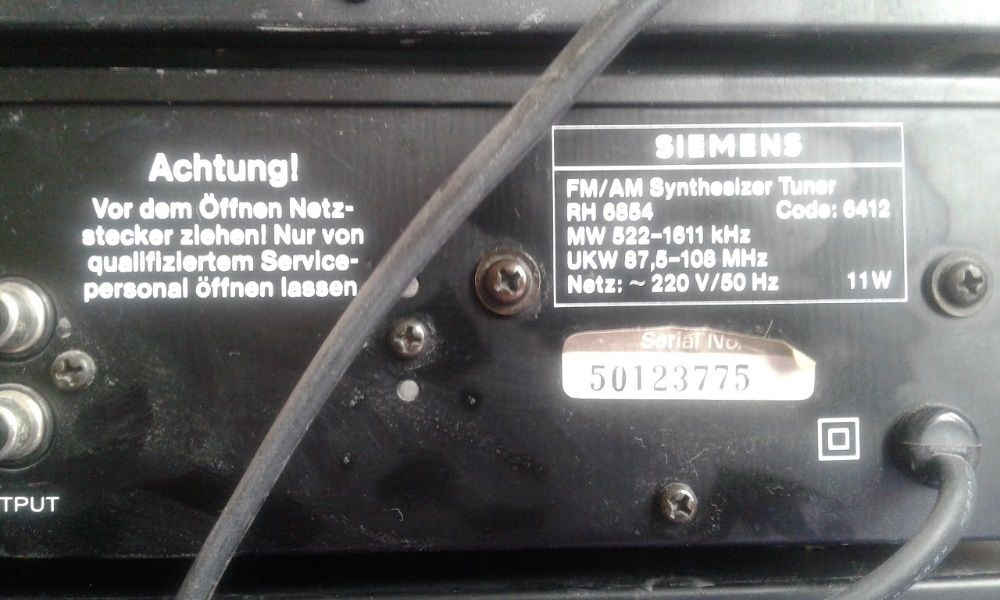 Achtung!
Vor dem Öffnen Netz-
stecker ziehen! Nur von
qualifiziertem Service-
personal öffnen lassen
SIEMENS
FM/AM Synthesizer Tuner
RH 6854 Code: 6412
MW 522-1611 kHz
UKW 87,5-108 MHz
Netz: ~ 220 V/50 Hz 11W
Serial No.
50123775
TPUT